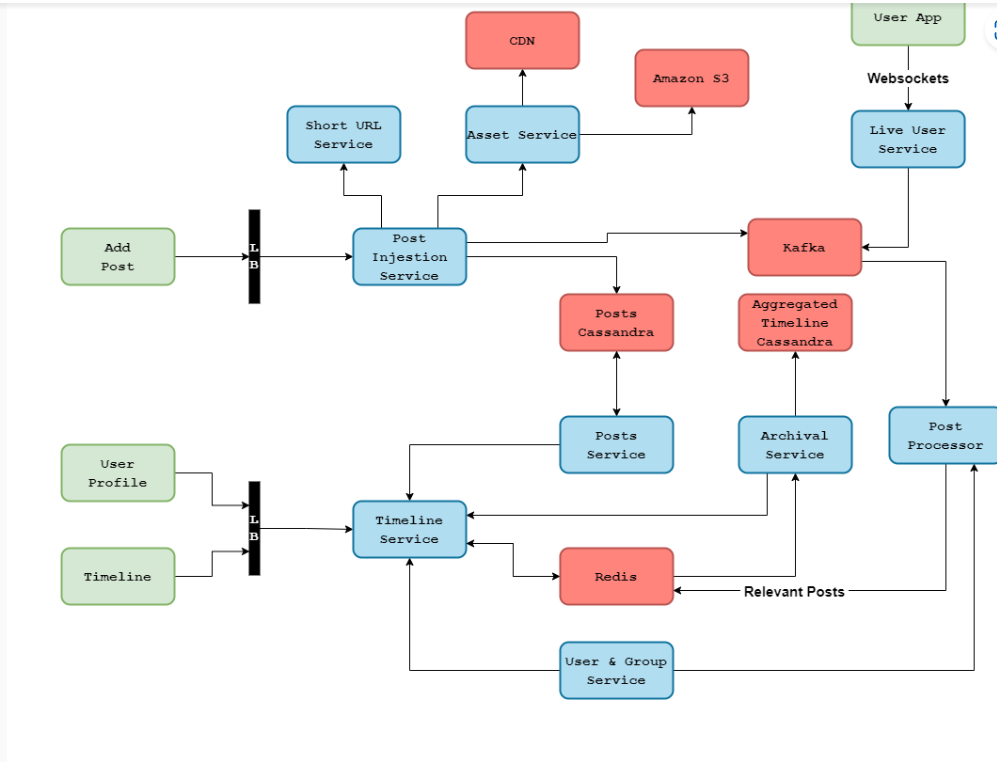 User App
CDN
Amazon S3
Websockets
Short URL
Service
Asset Service
Live User
Service
Add
Post
L
B
Post
Injestion
Service
Kafka
Posts
Cassandra
Aggregated
Timeline
Cassandra
User
Profile
Posts
Service
Archival
Service
Post
Processor
L
B
Timeline
Service
Timeline
Redis
Relevant Posts
User & Group
Service